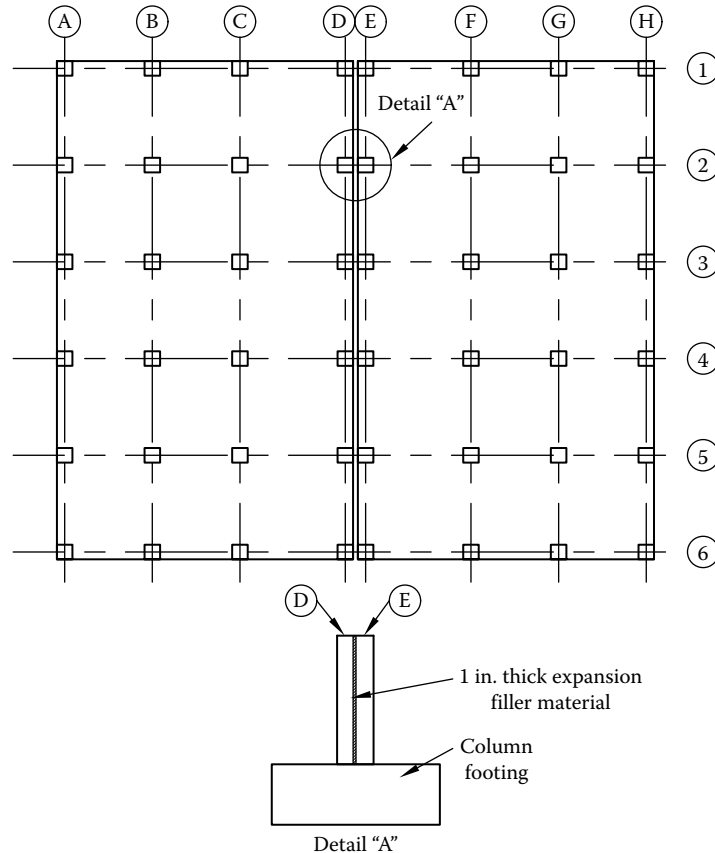 A B C D E F G H
1
Detail “A”
2
3
4
5
6
D E
1 in. thick expansion
filler material
Column
footing
Detail “A”